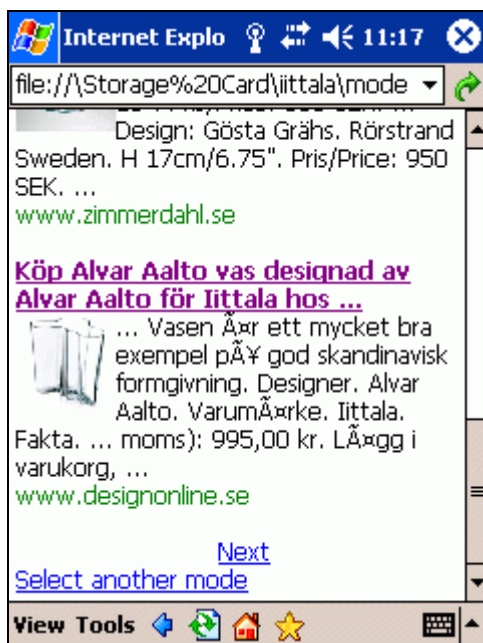 Internet Explo 11:17
file://\Storage%20Card\iittala\mode
Design: Gösta Grähs. Rörstrand
Sweden. H 17cm/6.75". Pris/Price: 950
SEK. ...
www.zimmerdahl.se
Köp Alvar Aalto vas designad av
Alvar Aalto för Iittala hos ...
... Vasen Ã¤r ett mycket bra
exempel pÃ¥ god skandinavisk
formgivning. Designer. Alvar
Aalto. VarumÃ¤rke. Iittala.
Fakta. ... moms): 995,00 kr. LÃ¤gg i
varukorg, ...
www.designonline.se
Next
Select another mode
View Tools